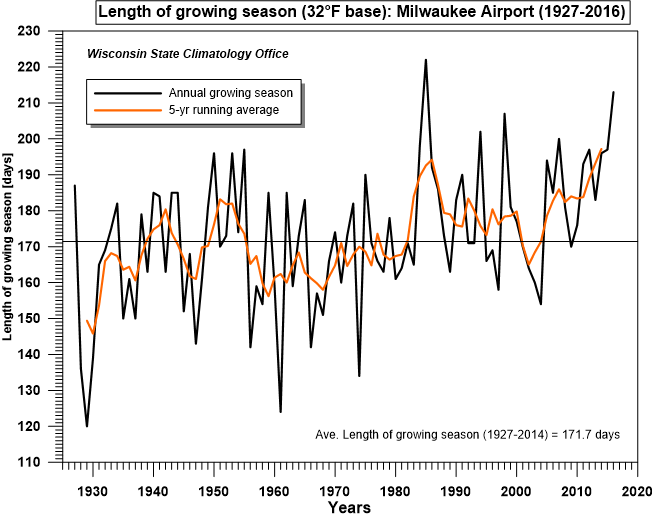 Length of growing season (32°F base): Milwaukee Airport (1927-2016)
230
220
210
200
190
180
170
160
150
140
130
120
110
Length of growing season [days]
Wisconsin State Climatology Office
Annual growing season
5-yr running average
Ave. Length of growing season (1927-2014) = 171.7 days
1930 1940 1950 1960 1970 1980 1990 2000 2010 2020
Years